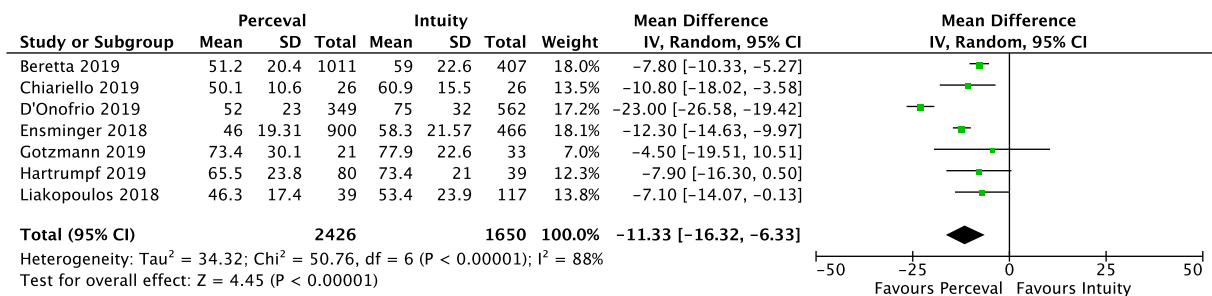 Perceval Intuity Mean Difference Mean Difference
Study or Subgroup Mean SD Total Mean SD Total Weight IV, Random, 95% CI IV, Random, 95% CI
Beretta 2019 51.2 20.4 1011 59 22.6 407 18.0% −7.80 [−10.33, −5.27]
Chiariello 2019 50.1 10.6 26 60.9 15.5 26 13.5% −10.80 [−18.02, −3.58]
D'Onofrio 2019 52 23 349 75 32 562 17.2% −23.00 [−26.58, −19.42]
Ensminger 2018 46 19.31 900 58.3 21.57 466 18.1% −12.30 [−14.63, −9.97]
Gotzmann 2019 73.4 30.1 21 77.9 22.6 33 7.0% −4.50 [−19.51, 10.51]
Hartrumpf 2019 65.5 23.8 80 73.4 21 39 12.3% −7.90 [−16.30, 0.50]
Liakopoulos 2018 46.3 17.4 39 53.4 23.9 117 13.8% −7.10 [−14.07, −0.13]
Total (95% CI) 2426 1650 100.0% −11.33 [−16.32, −6.33]
Heterogeneity: Tau² = 34.32; Chi² = 50.76, df = 6 (P < 0.00001); I² = 88%
Test for overall effect: Z = 4.45 (P < 0.00001)
−50 −25 0 25 50
Favours Perceval Favours Intuity